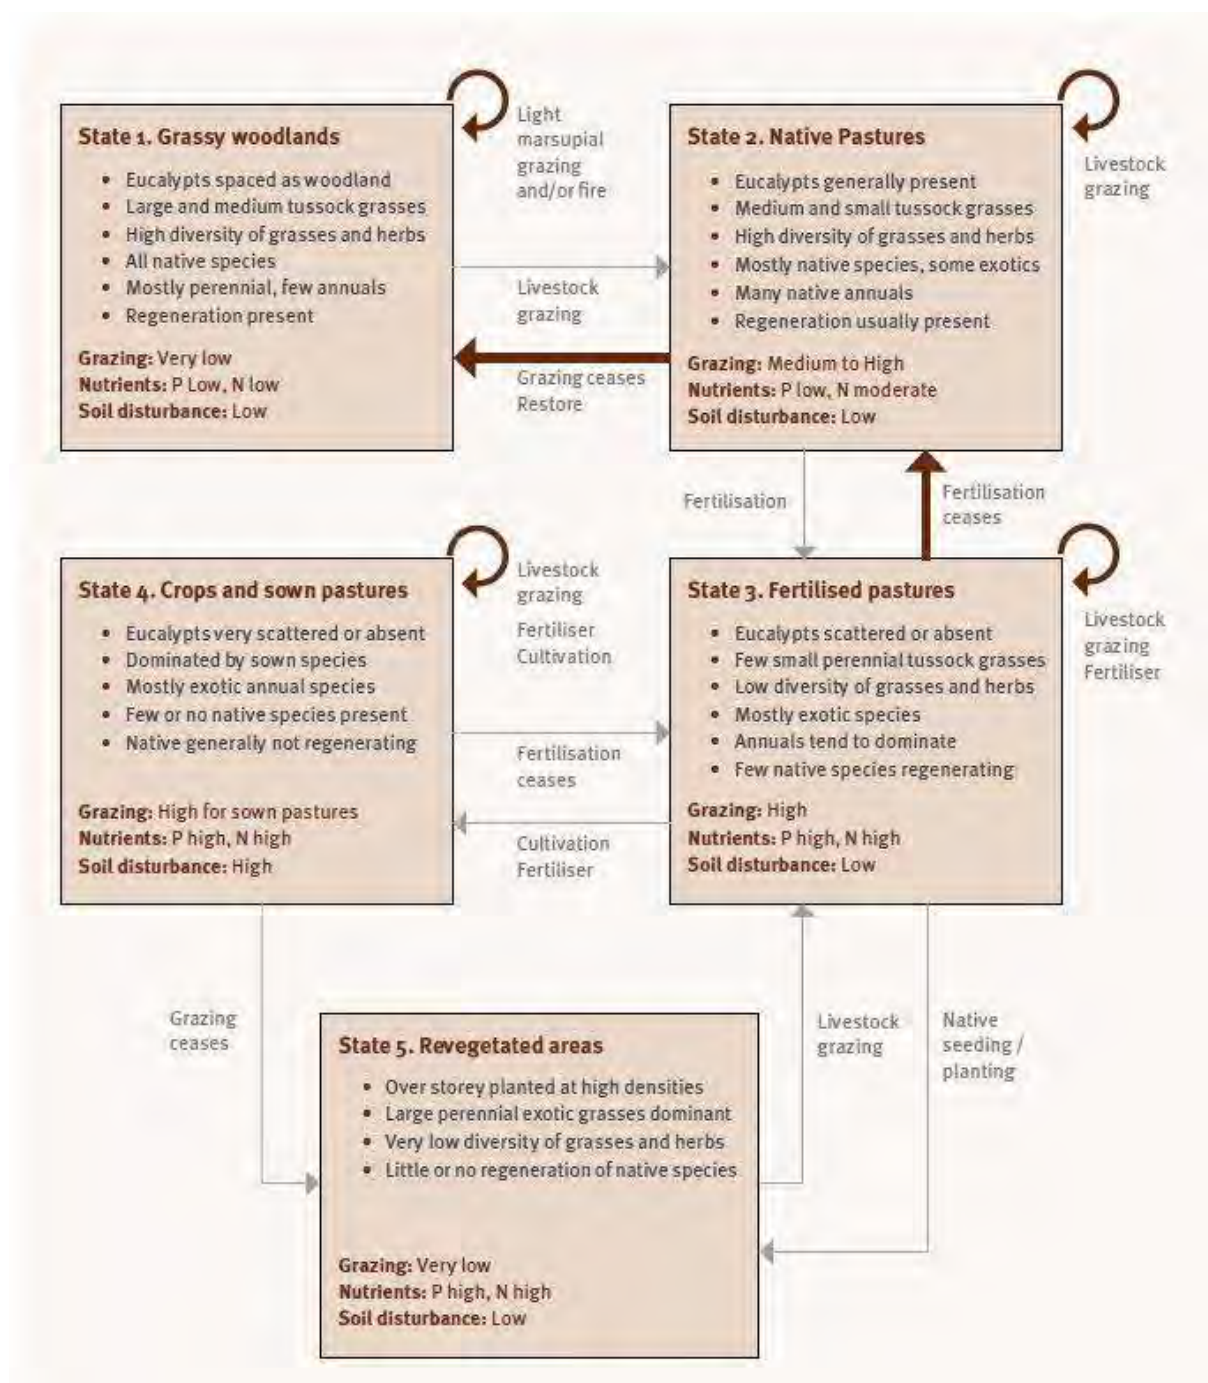 State 1. Grassy woodlands
• Eucalypts spaced as woodland
• Large and medium tussock grasses
• High diversity of grasses and herbs
• All native species
• Mostly perennial, few annuals
• Regeneration present
Grazing: Very low
Nutrients: P Low, N low
Soil disturbance: Low
Light
marsupial
grazing
and/or fire
Livestock
grazing
Grazing ceases
Restore
State 2. Native Pastures
• Eucalypts generally present
• Medium and small tussock grasses
• High diversity of grasses and herbs
• Mostly native species, some exotics
• Many native annuals
• Regeneration usually present
Grazing: Medium to High
Nutrients: P low, N moderate
Soil disturbance: Low
Livestock
grazing
Fertilisation
Fertilisation
ceases
State 4. Crops and sown pastures
• Eucalypts very scattered or absent
• Dominated by sown species
• Mostly exotic annual species
• Few or no native species present
• Native generally not regenerating
Grazing: High for sown pastures
Nutrients: P high, N high
Soil disturbance: High
Livestock
grazing
Fertiliser
Cultivation
Fertilisation
ceases
Cultivation
Fertiliser
State 3. Fertilised pastures
• Eucalypts scattered or absent
• Few small perennial tussock grasses
• Low diversity of grasses and herbs
• Mostly exotic species
• Annuals tend to dominate
• Few native species regenerating
Grazing: High
Nutrients: P high, N high
Soil disturbance: Low
Livestock
grazing
Fertiliser
Grazing
ceases
State 5. Revegetated areas
• Over storey planted at high densities
• Large perennial exotic grasses dominant
• Very low diversity of grasses and herbs
• Little or no regeneration of native species
Grazing: Very low
Nutrients: P high, N high
Soil disturbance: Low
Livestock
grazing
Native
seeding /
planting